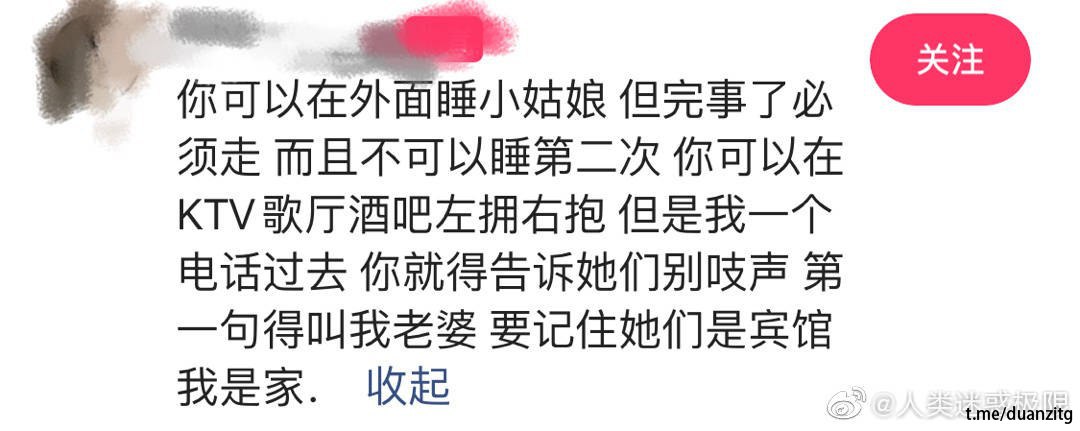 关注
你可以在外面睡小姑娘 但完事了必
须走 而且不可以睡第二次 你可以在
KTV歌厅酒吧左拥右抱 但是我一个
电话过去 你就得告诉她们别吱声 第
一句得叫我老婆 要记住她们是宾馆
我是家． 收起
@人类迷惑极限
t.me/duanzitg